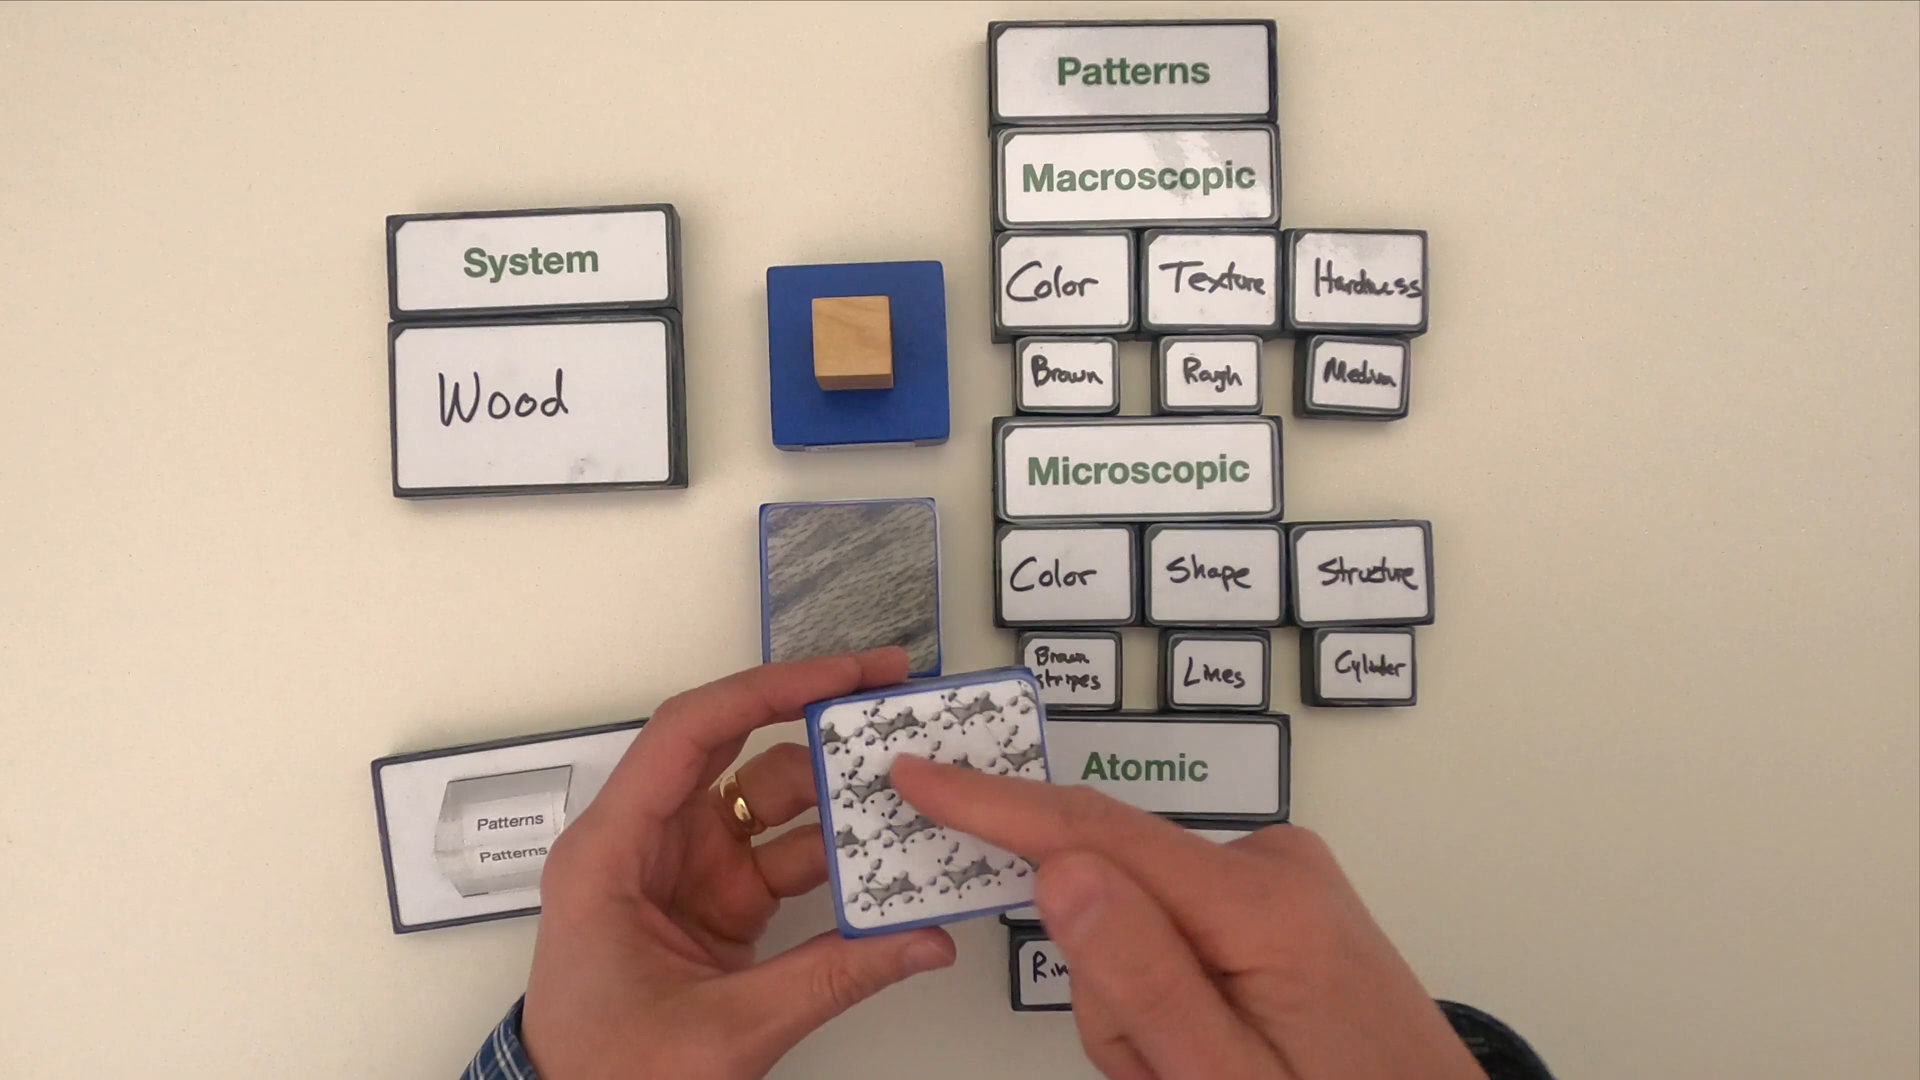 System
Wood
Patterns
Patterns
Patterns
Macroscopic
Color Texture Hardness
Brown Rough Medium
Microscopic
Color Shape Structure
Brown
stripes
Lines Cylinder
Atomic